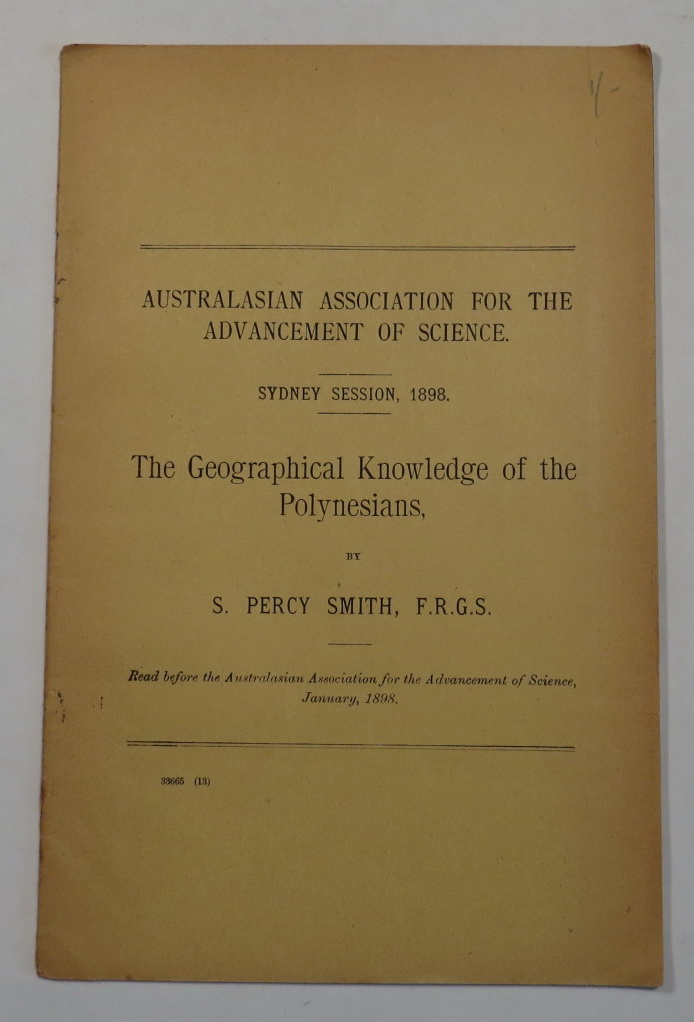 1/-
AUSTRALASIAN ASSOCIATION FOR THE
ADVANCEMENT OF SCIENCE.
SYDNEY SESSION, 1898.
The Geographical Knowledge of the
Polynesians,
BY
S. PERCY SMITH, F.R.G.S.
Read before the Australasian Association for the Advancement of Science,
January, 1898.
33665 (13)